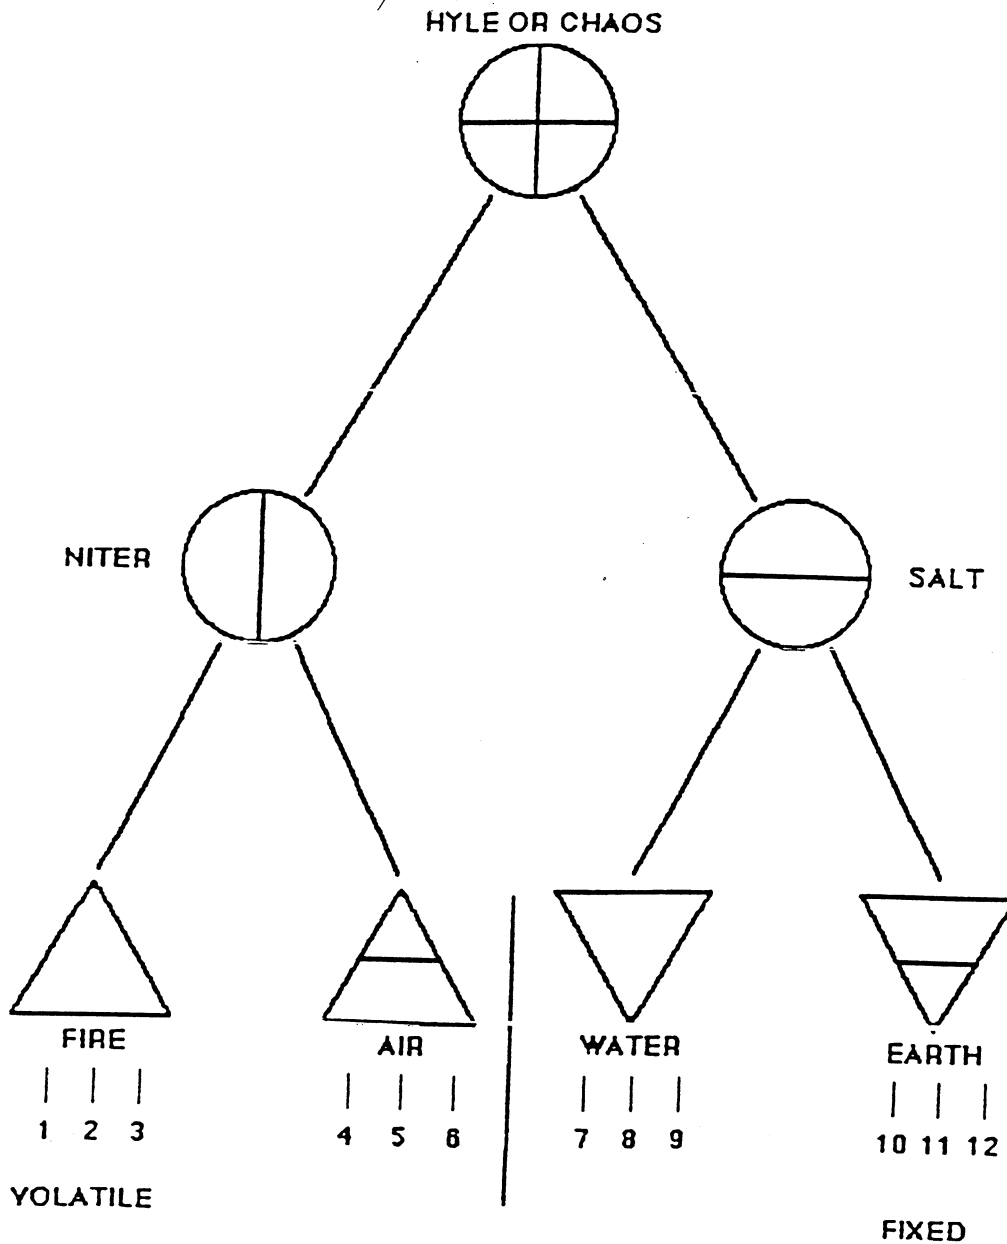 HYLE OR CHAOS
NITER
SALT
FIRE
AIR
WATER
EARTH
1 2 3
4 5 6
7 8 9
10 11 12
VOLATILE
FIXED